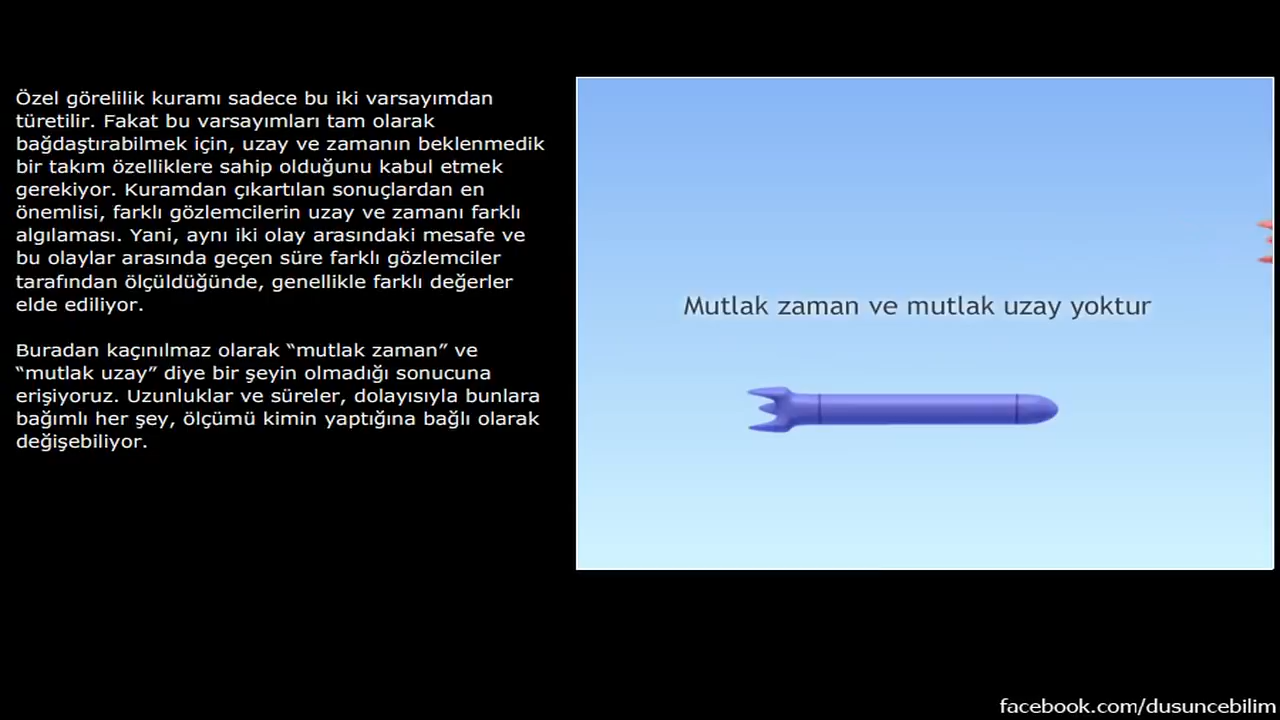 Özel görelilik kuramı sadece bu iki varsayımdan
türetilir. Fakat bu varsayımları tam olarak
bağdaştırabilmek için, uzay ve zamanın beklenmedik
bir takım özelliklere sahip olduğunu kabul etmek
gerekiyor. Kuramdan çıkartılan sonuçlardan en
önemlisi, farklı gözlemcilerin uzay ve zamanı farklı
algılaması. Yani, aynı iki olay arasındaki mesafe ve
bu olaylar arasında geçen süre farklı gözlemciler
tarafından ölçüldüğünde, genellikle farklı değerler
elde ediliyor.
Buradan kaçınılmaz olarak “mutlak zaman” ve
“mutlak uzay” diye bir şeyin olmadığı sonucuna
erişiyoruz. Uzunluklar ve süreler, dolayısıyla bunlara
bağımlı her şey, ölçümü kimin yaptığına bağlı olarak
değişebiliyor.
Mutlak zaman ve mutlak uzay yoktur
facebook.com/dusuncebilim